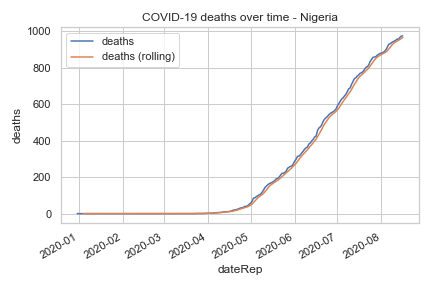 COVID-19 deaths over time - Nigeria
deaths
deaths (rolling)
1000
800
600
400
200
0
deaths
2020-01
2020-02
2020-03
2020-04
2020-05
2020-06
2020-07
2020-08
dateRep